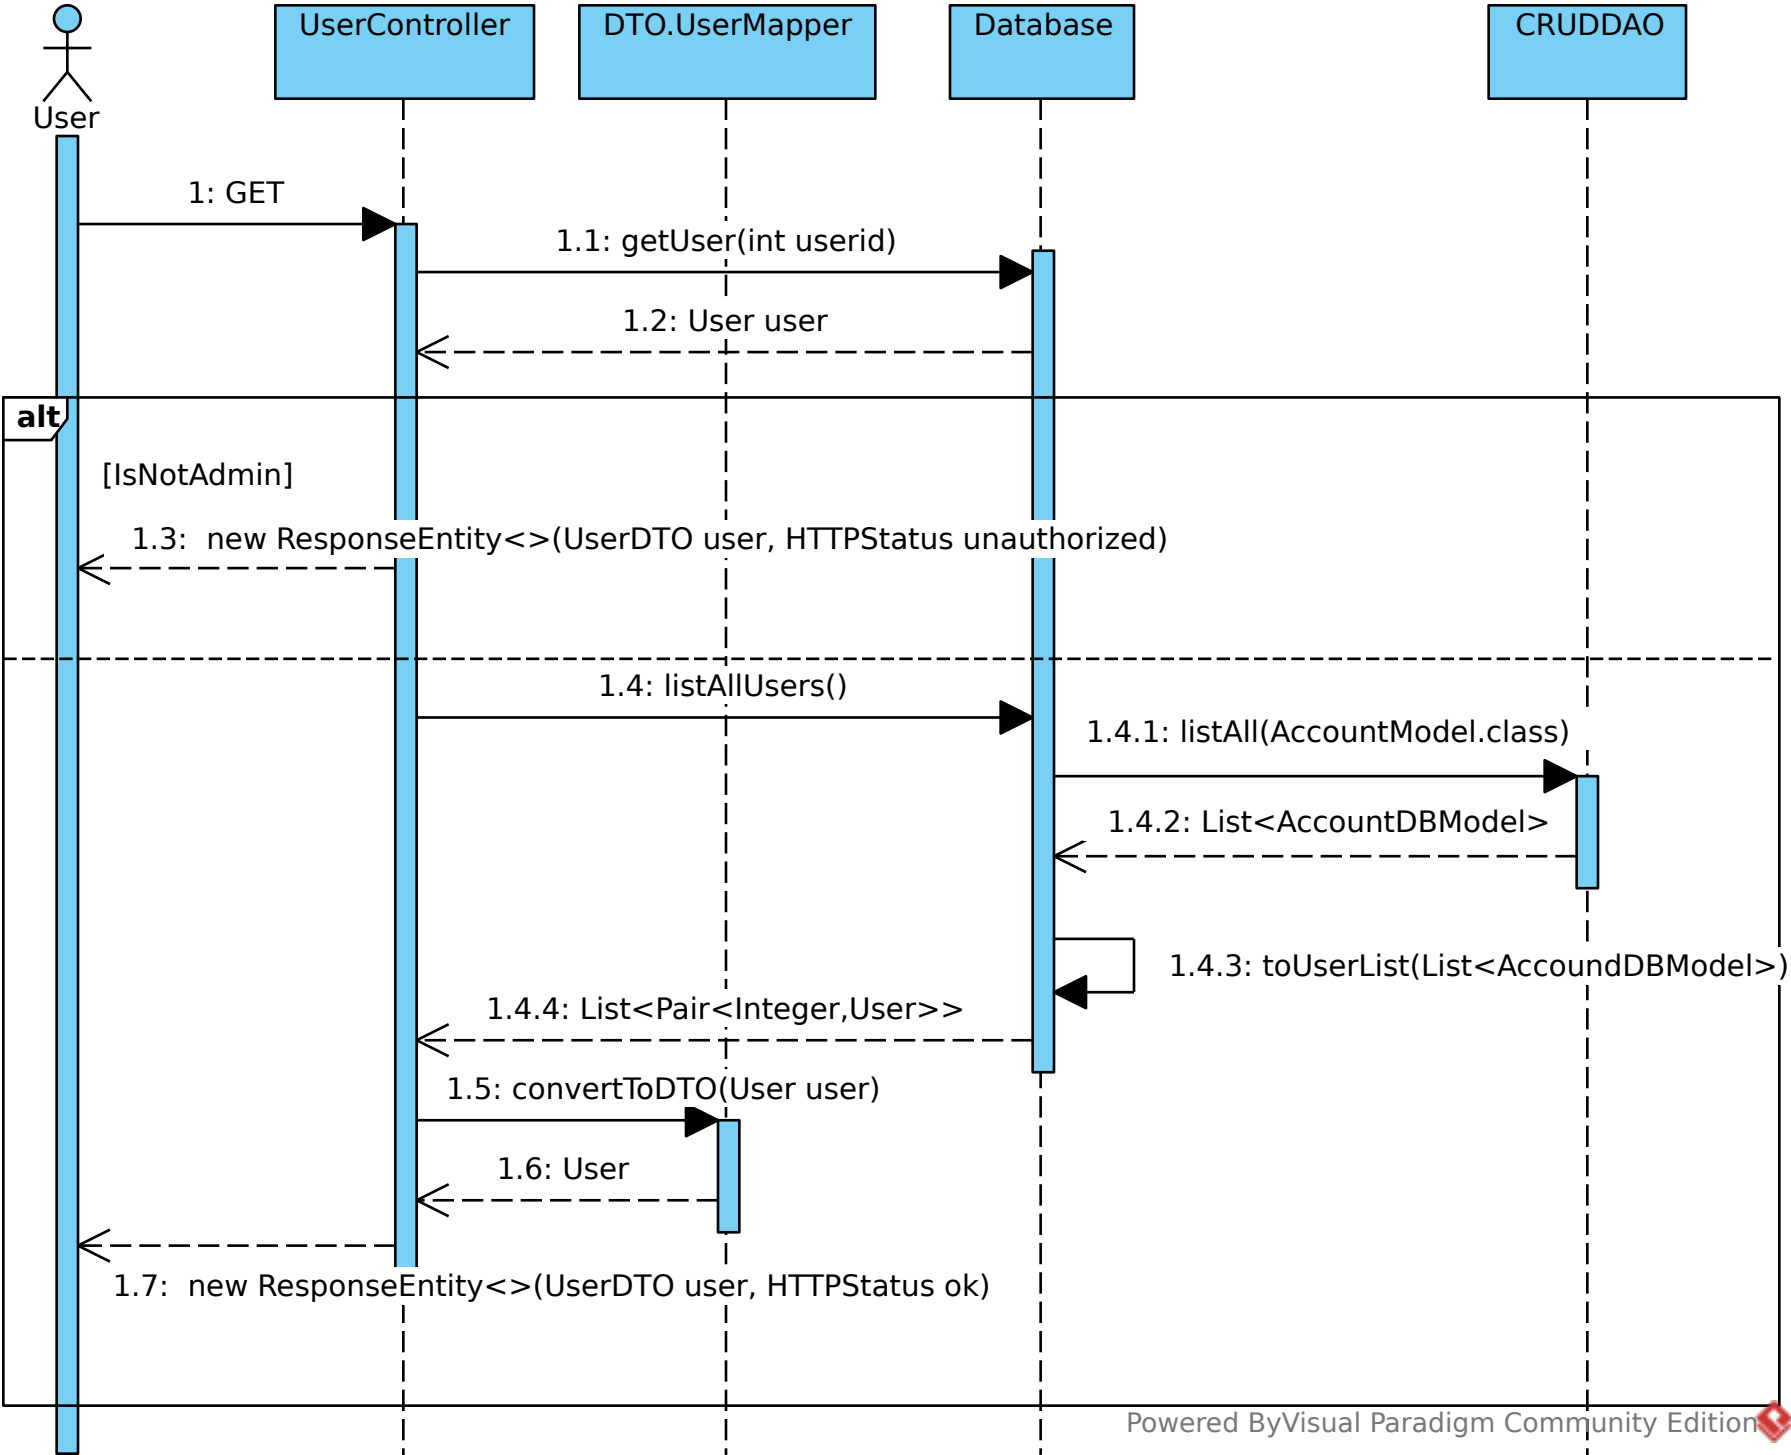 User
UserController
DTO.UserMapper
Database
CRUDDAO
1: GET
1.1: getUser(int userid)
1.2: User user
alt
[IsNotAdmin]
1.3:  new ResponseEntity<>(UserDTO user, HTTPStatus unauthorized)
1.4: listAllUsers()
1.4.1: listAll(AccountModel.class)
1.4.2: List<AccountDBModel>
1.4.3: toUserList(List<AccoundDBModel>)
1.4.4: List<Pair<Integer,User>>
1.5: convertToDTO(User user)
1.6: User
1.7:  new ResponseEntity<>(UserDTO user, HTTPStatus ok)
Powered ByVisual Paradigm Community Edition